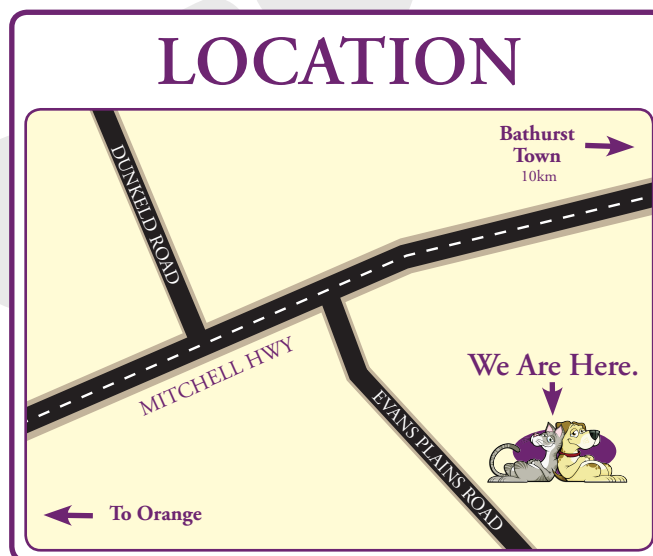 LOCATION
Bathurst
Town
10km
DUNKELD ROAD
MITCHELL HWY
We Are Here.
EVANS PLAINS ROAD
To Orange